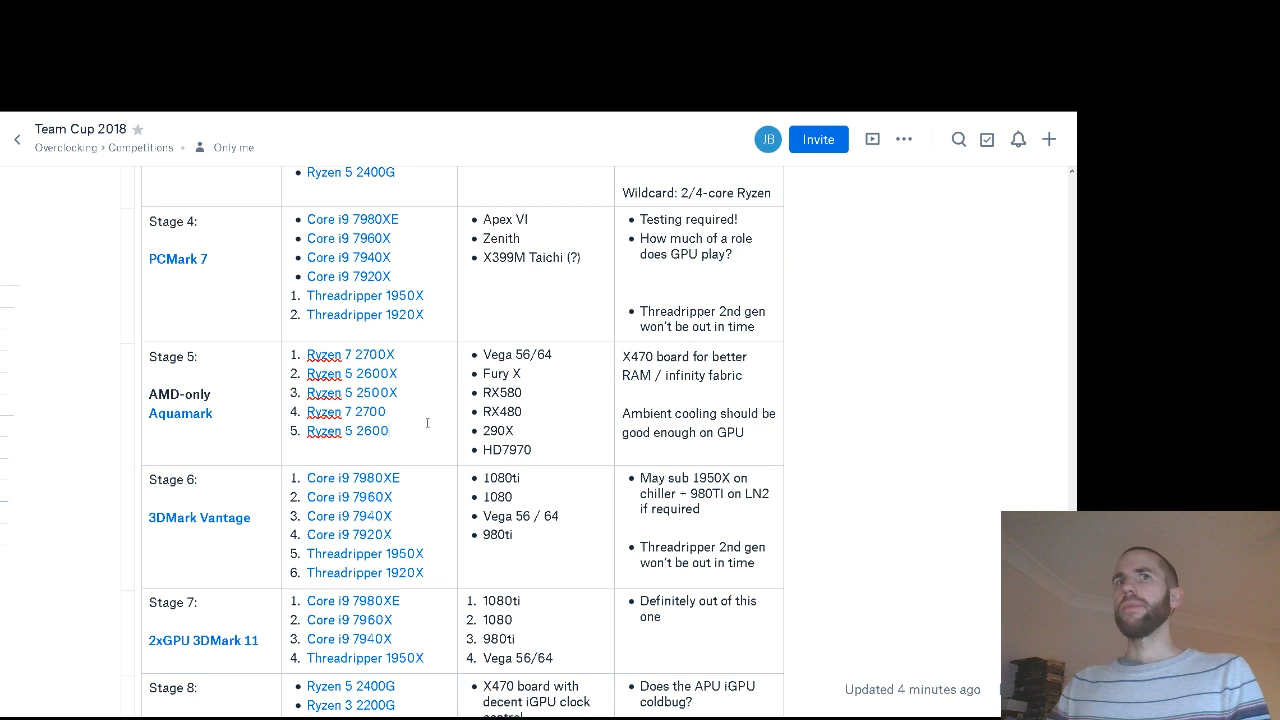 Team Cup 2018
Overclocking > Competitions • Only me
JB
Invite
• Ryzen 5 2400G
Wildcard: 2/4-core Ryzen
Stage 4:
PCMark 7
• Core i9 7980XE
• Core i9 7960X
• Core i9 7940X
• Core i9 7920X
1. Threadripper 1950X
2. Threadripper 1920X
• Apex VI
• Zenith
• X399M Taichi (?)
• Testing required!
• How much of a role
does GPU play?
• Threadripper 2nd gen
won't be out in time
Stage 5:
AMD-only
Aquamark
1. Ryzen 7 2700X
2. Ryzen 5 2600X
3. Ryzen 5 2500X
4. Ryzen 7 2700
5. Ryzen 5 2600
• Vega 56/64
• Fury X
• RX580
• RX480
• 290X
• HD7970
X470 board for better
RAM / infinity fabric
Ambient cooling should be
good enough on GPU
Stage 6:
3DMark Vantage
1. Core i9 7980XE
2. Core i9 7960X
3. Core i9 7940X
4. Core i9 7920X
5. Threadripper 1950X
6. Threadripper 1920X
• 1080ti
• 1080
• Vega 56 / 64
• 980ti
• May sub 1950X on
chiller + 980TI on LN2
if required
• Threadripper 2nd gen
won't be out in time
Stage 7:
2xGPU 3DMark 11
1. Core i9 7980XE
2. Core i9 7960X
3. Core i9 7940X
4. Threadripper 1950X
1. 1080ti
2. 1080
3. 980ti
4. Vega 56/64
• Definitely out of this
one
Stage 8:
• Ryzen 5 2400G
• Ryzen 3 2200G
• X470 board with
decent iGPU clock
control
• Does the APU iGPU
coldbug?
Updated 4 minutes ago